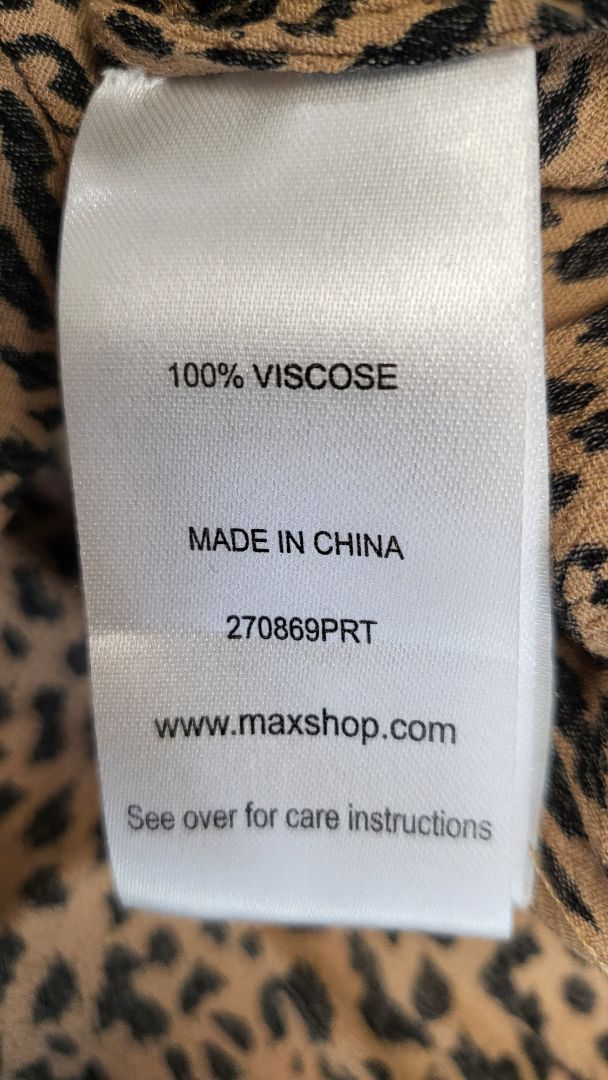 100% VISCOSE
MADE IN CHINA
270869PRT
www.maxshop.com
See over for care instructions